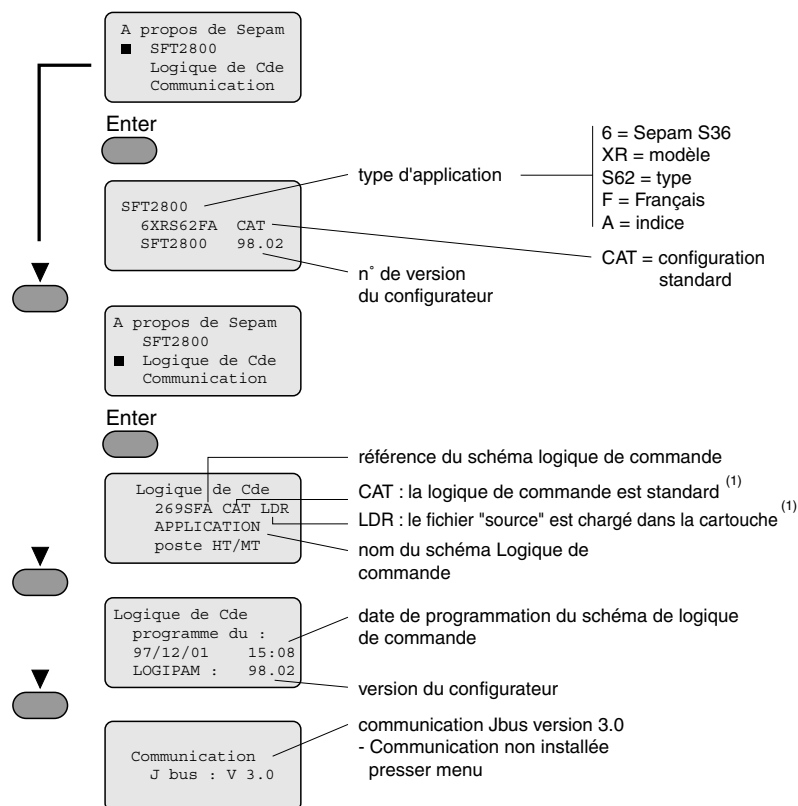 A propos de Sepam
■ SFT2800
Logique de Cde
Communication
Enter
SFT2800
6XRS62FA CAT
SFT2800 98.02
type d'application
6 = Sepam S36
XR = modèle
S62 = type
F = Français
A = indice
CAT = configuration
standard
n° de version
du configurateur
A propos de Sepam
SFT2800
■ Logique de Cde
Communication
Enter
Logique de Cde
269SFA CAT LDR
APPLICATION
poste HT/MT
référence du schéma logique de commande
CAT : la logique de commande est standard (1)
LDR : le fichier "source" est chargé dans la cartouche (1)
nom du schéma Logique de
commande
Logique de Cde
programme du :
97/12/01 15:08
LOGIPAM : 98.02
date de programmation du schéma de logique
de commande
version du configurateur
Communication
J bus : V 3.0
communication Jbus version 3.0
- Communication non installée
presser menu